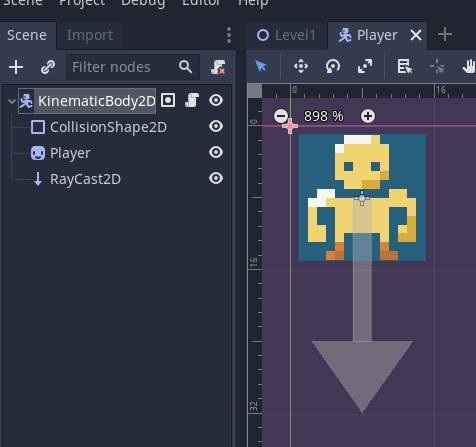 Scene Project Debug Editor Help
Scene Import
Level1 Player
Filter nodes
KinematicBody2D
CollisionShape2D
Player
RayCast2D
0 16
898 %
0
16
32